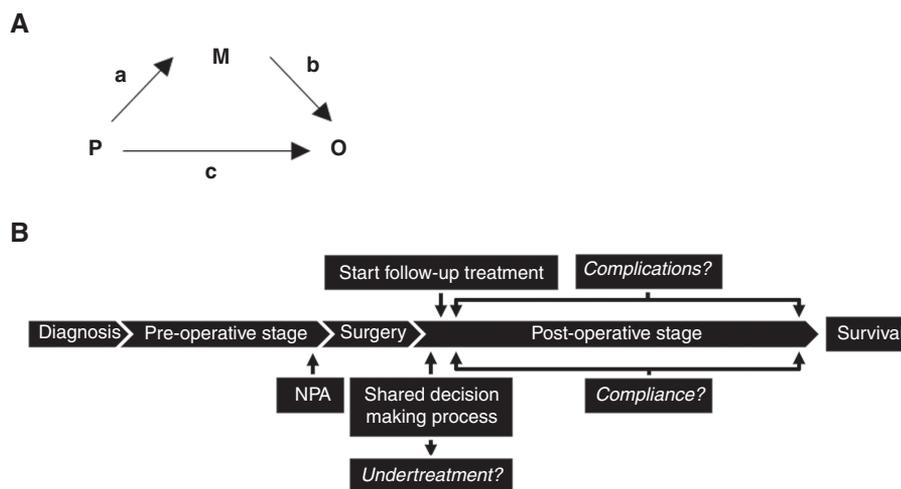 A
M
a
b
P
O
c
B
Start follow-up treatment
Complications?
Diagnosis
Pre-operative stage
Surgery
Post-operative stage
Survival
NPA
Shared decision
making process
Compliance?
Undertreatment?